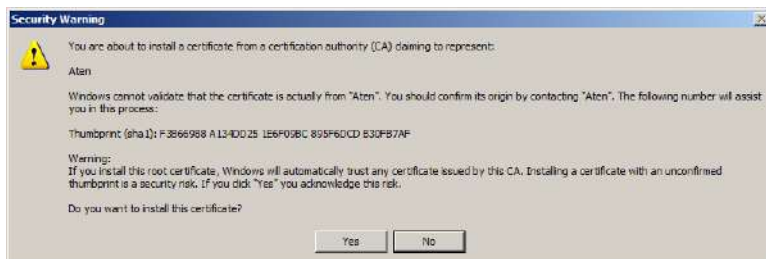 Security Warning
You are about to install a certificate from a certification authority (CA) claiming to represent:
Aten
Windows cannot validate that the certificate is actually from "Aten". You should confirm its origin by contacting "Aten". The following number will assist
you in this process:
Thumbprint (sha1): F3866988 A134DD25 1E6F09BC 895F6DCD B30FB7AF
Warning:
If you install this root certificate, Windows will automatically trust any certificate issued by this CA. Installing a certificate with an unconfirmed
thumbprint is a security risk. If you click "Yes" you acknowledge this risk.
Do you want to install this certificate?
Yes
No